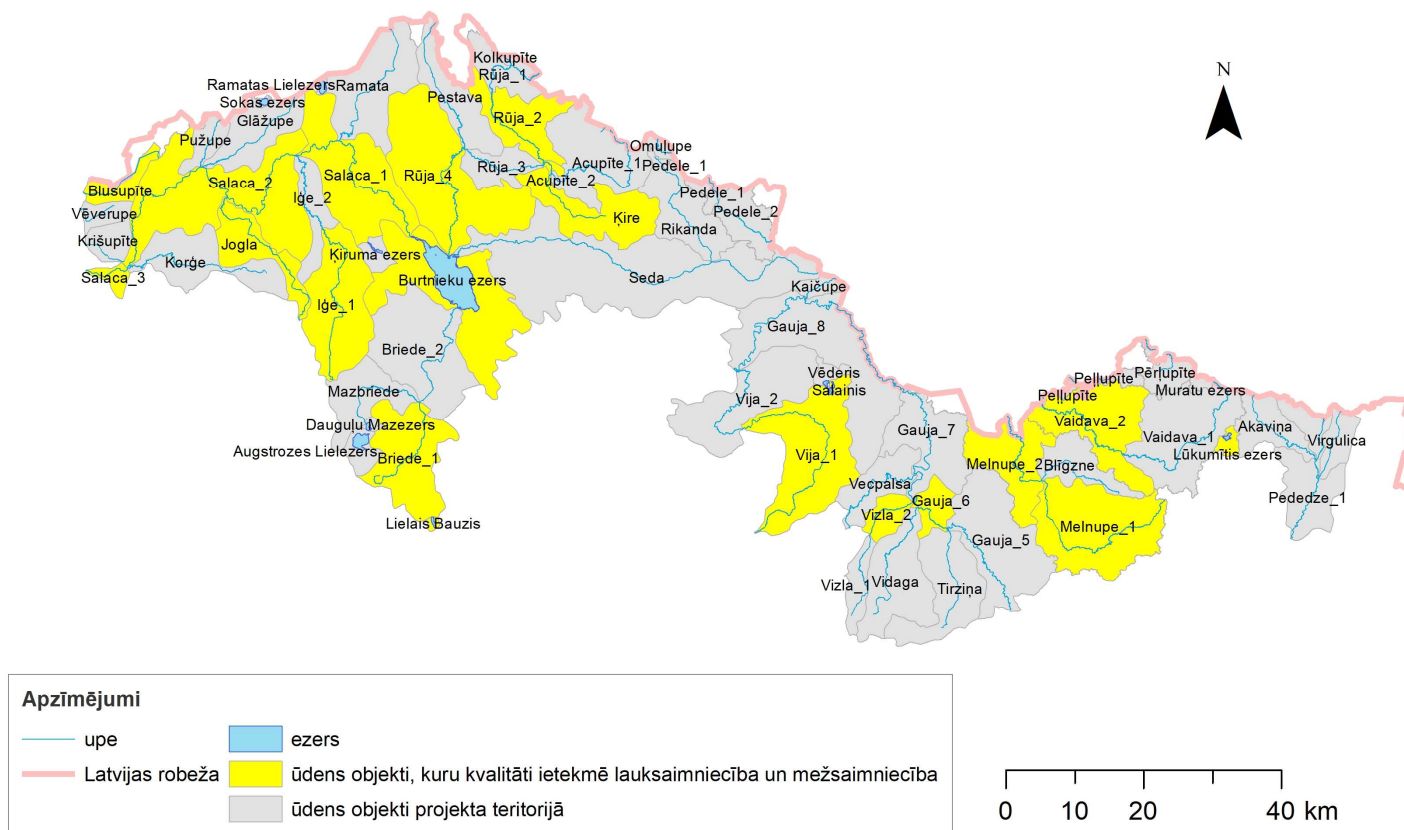 N
Kolkupīte
Rūja_1
Ramatas Lielezers
Ramata
Pestava
Sokas ezers
Glāžupe
Rūja_2
Pužupe
Omuļupe
Acupīte_1
Pedele_1
Rūja_3
Salaca_1
Rūja_4
Salaca_2
Acupīte_2
Blusupīte
Iģe_2
Pedele_1
Vēverupe
Pedele_2
Ķire
Rikanda
Krišupīte
Jogla
Ķiruma ezers
Korģe
Salaca_3
Burtnieku ezers
Seda
Kaičupe
Iģe_1
Gauja_8
Briede_2
Vēderis
Salainis
Pērļupīte
Peļļupīte
Muratu ezers
Mazbriede
Vija_2
Peļļupīte
Vaidava_2
Dauguļu Mazezers
Gauja_7
Vaidava_1
Akaviņa
Virgulica
Augstrozes Lielezers
Briede_1
Vija_1
Melnupe_2
Blīgzne
Lūkumītis ezers
Vecpalsa
Pededze_1
Gauja_6
Lielais Bauzis
Vizla_2
Melnupe_1
Gauja_5
Vizla_1
Vidaga
Tirziņa
Apzīmējumi
upe
ezers
Latvijas robeža
ūdens objekti, kuru kvalitāti ietekmē lauksaimniecība un mežsaimniecība
ūdens objekti projekta teritorijā
0 10 20 40 km